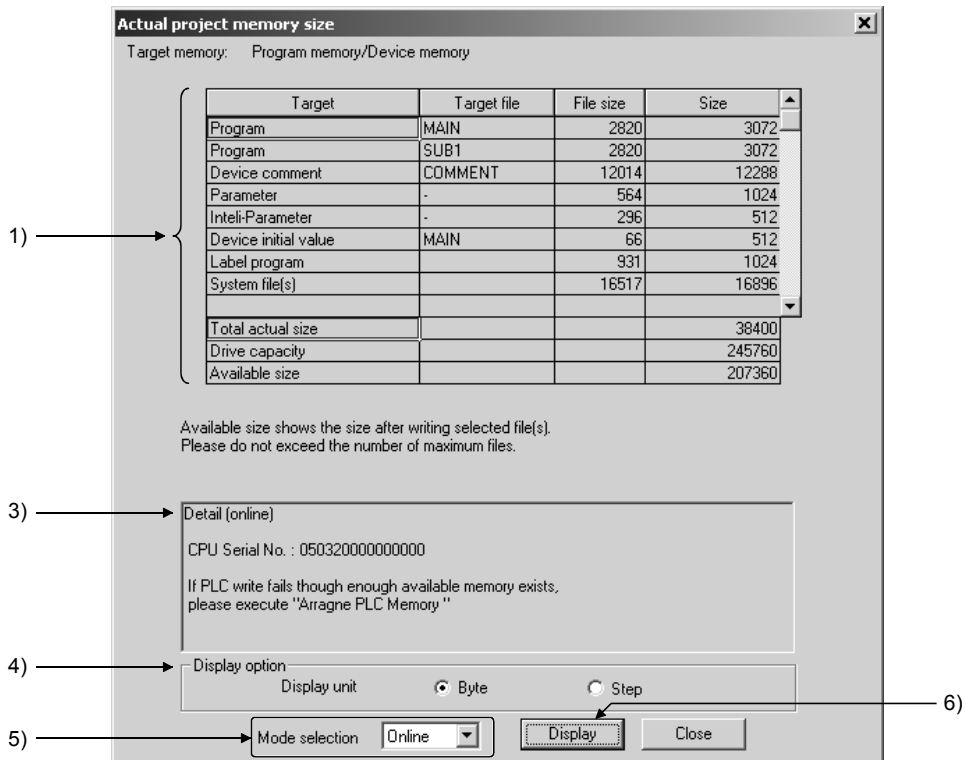 Actual project memory size
Target memory: Program memory/Device memory
Target Target file File size Size
Program MAIN 2820 3072
Program SUB1 2820 3072
Device comment COMMENT 12014 12288
Parameter - 564 1024
Inteli-Parameter - 296 512
1)
Device initial value MAIN 66 512
Label program 931 1024
System file(s) 16517 16896
Total actual size 38400
Drive capacity 245760
Available size 207360
Available size shows the size after writing selected file(s).
Please do not exceed the number of maximum files.
3)
Detail (online)
CPU Serial No. : 050320000000000
If PLC write fails though enough available memory exists,
please execute "Arragne PLC Memory "
4)
Display option
Display unit Byte Step
6)
5)
Mode selection Online Display Close